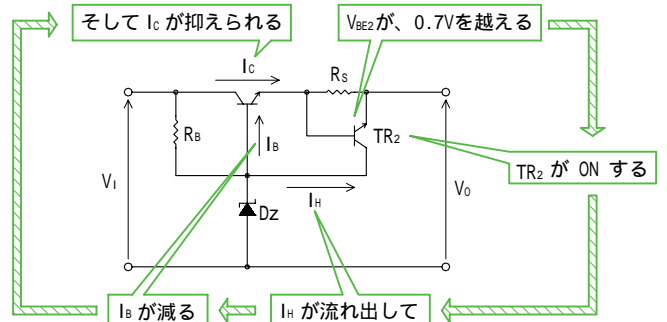 そして IC が抑えられる
VBE2が、0.7Vを越える
IC
RS
RB
IB
TR2
TR2 が ON する
VI
IH
VO
Dz
IB が減る
IH が流れ出して